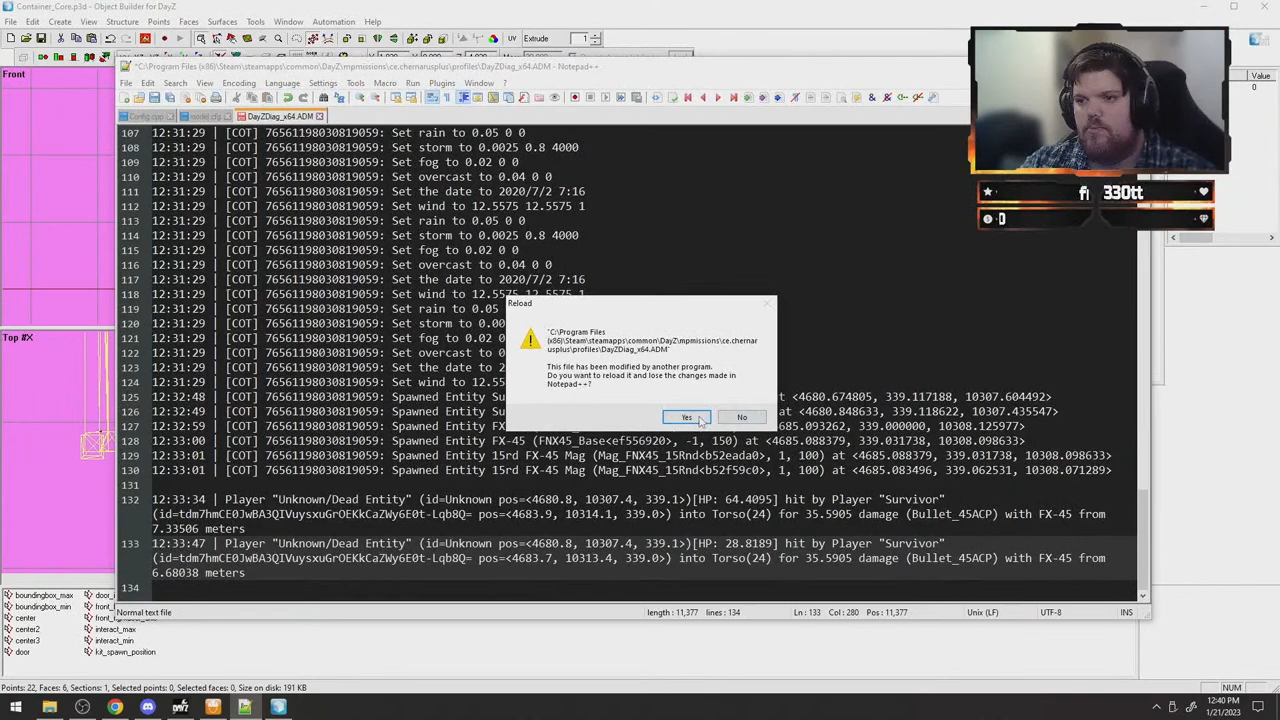 Container_Core.p3d - Object Builder for DayZ
File Edit Create View Structure Points Faces Surfaces Tools Window Automation Help
UV Extrude 1
*C:\Program Files (x86)\Steam\steamapps\common\DayZ\mpmissions\ce.chernarusplus\profiles\DayZDiag_x64.ADM - Notepad++
File Edit Search View Encoding Language Settings Tools Macro Run Plugins Window ?
Config.cpp model.cfg DayZDiag_x64.ADM
Front
Value
0
fi 330tt
0
107 12:31:29 | [COT] 76561198030819059: Set rain to 0.05 0 0
108 12:31:29 | [COT] 76561198030819059: Set storm to 0.0025 0.8 4000
109 12:31:29 | [COT] 76561198030819059: Set fog to 0.02 0 0
110 12:31:29 | [COT] 76561198030819059: Set overcast to 0.04 0 0
111 12:31:29 | [COT] 76561198030819059: Set the date to 2020/7/2 7:16
112 12:31:29 | [COT] 76561198030819059: Set wind to 12.5575 12.5575 1
113 12:31:29 | [COT] 76561198030819059: Set rain to 0.05 0 0
114 12:31:29 | [COT] 76561198030819059: Set storm to 0.0025 0.8 4000
115 12:31:29 | [COT] 76561198030819059: Set fog to 0.02 0 0
116 12:31:29 | [COT] 76561198030819059: Set overcast to 0.04 0 0
117 12:31:29 | [COT] 76561198030819059: Set the date to 2020/7/2 7:16
118 12:31:29 | [COT] 76561198030819059: Set wind to 12.5575 12.5575 1
119 12:31:29 | [COT] 76561198030819059: Set rain to 0.05
120 12:31:29 | [COT] 76561198030819059: Set storm to 0.00
121 12:31:29 | [COT] 76561198030819059: Set fog to 0.02 0
122 12:31:29 | [COT] 76561198030819059: Set overcast to 0
123 12:31:29 | [COT] 76561198030819059: Set the date to 2
124 12:31:29 | [COT] 76561198030819059: Set wind to 12.55
125 12:32:48 | [COT] 76561198030819059: Spawned Entity Su <4680.757080, 339.117188, 10307.604492>
126 12:32:50 | [COT] 76561198030819059: Spawned Entity Su <4680.848633, 339.110382, 10307.435547>
127 12:32:59 | [COT] 76561198030819059: Spawned Entity FX 339.000000, 10308.125977>
128 12:33:00 | [COT] 76561198030819059: Spawned Entity FX-45 (FNX45_Base<ef556920>, -1, 150) at <4685.088379, 339.031738, 10308.098633>
129 12:33:01 | [COT] 76561198030819059: Spawned Entity 15rd FX-45 Mag (Mag_FNX45_15Rnd<b52eada0>, 1, 100) at <4685.088379, 339.031738, 10308.098633>
130 12:33:01 | [COT] 76561198030819059: Spawned Entity 15rd FX-45 Mag (Mag_FNX45_15Rnd<b52f59c0>, 1, 100) at <4685.083496, 339.062531, 10308.071289>
131
132 12:33:34 | Player "Unknown/Dead Entity" (id=Unknown pos=<4680.8, 10307.4, 339.1>)[HP: 64.4095] hit by Player "Survivor"
(id=tdm7hmCE0JwBA3QIVuysxuGrOEKkCaZWy6E0t-Lqb8Q= pos=<4683.9, 10314.1, 339.0>) into Torso(24) for 35.5905 damage (Bullet_45ACP) with FX-45 from
7.33506 meters
133 12:33:47 | Player "Unknown/Dead Entity" (id=Unknown pos=<4680.8, 10307.4, 339.1>)[HP: 28.8189] hit by Player "Survivor"
(id=tdm7hmCE0JwBA3QIVuysxuGrOEKkCaZWy6E0t-Lqb8Q= pos=<4683.7, 10313.4, 339.0>) into Torso(24) for 35.5905 damage (Bullet_45ACP) with FX-45 from
6.68038 meters
134
Reload
"C:\Program Files
(x86)\Steam\steamapps\common\DayZ\mpmissions\ce.chernar
usplus\profiles\DayZDiag_x64.ADM"
This file has been modified by another program.
Do you want to reload it and lose the changes made in
Notepad++?
Yes No
Top #X
Normal text file length : 11,377 lines : 134 Ln : 133 Col : 280 Pos : 11,377 Unix (LF) UTF-8 INS
boundingbox_max
boundingbox_min
center front_
center2 interact_max
center3 interact_min
door kit_spawn_position
Points: 22, Faces: 6, Sections: 1, Selected points: 0, Selected faces: 0, Size on disk: 191 KB
NUM
12:40 PM
1/21/2023